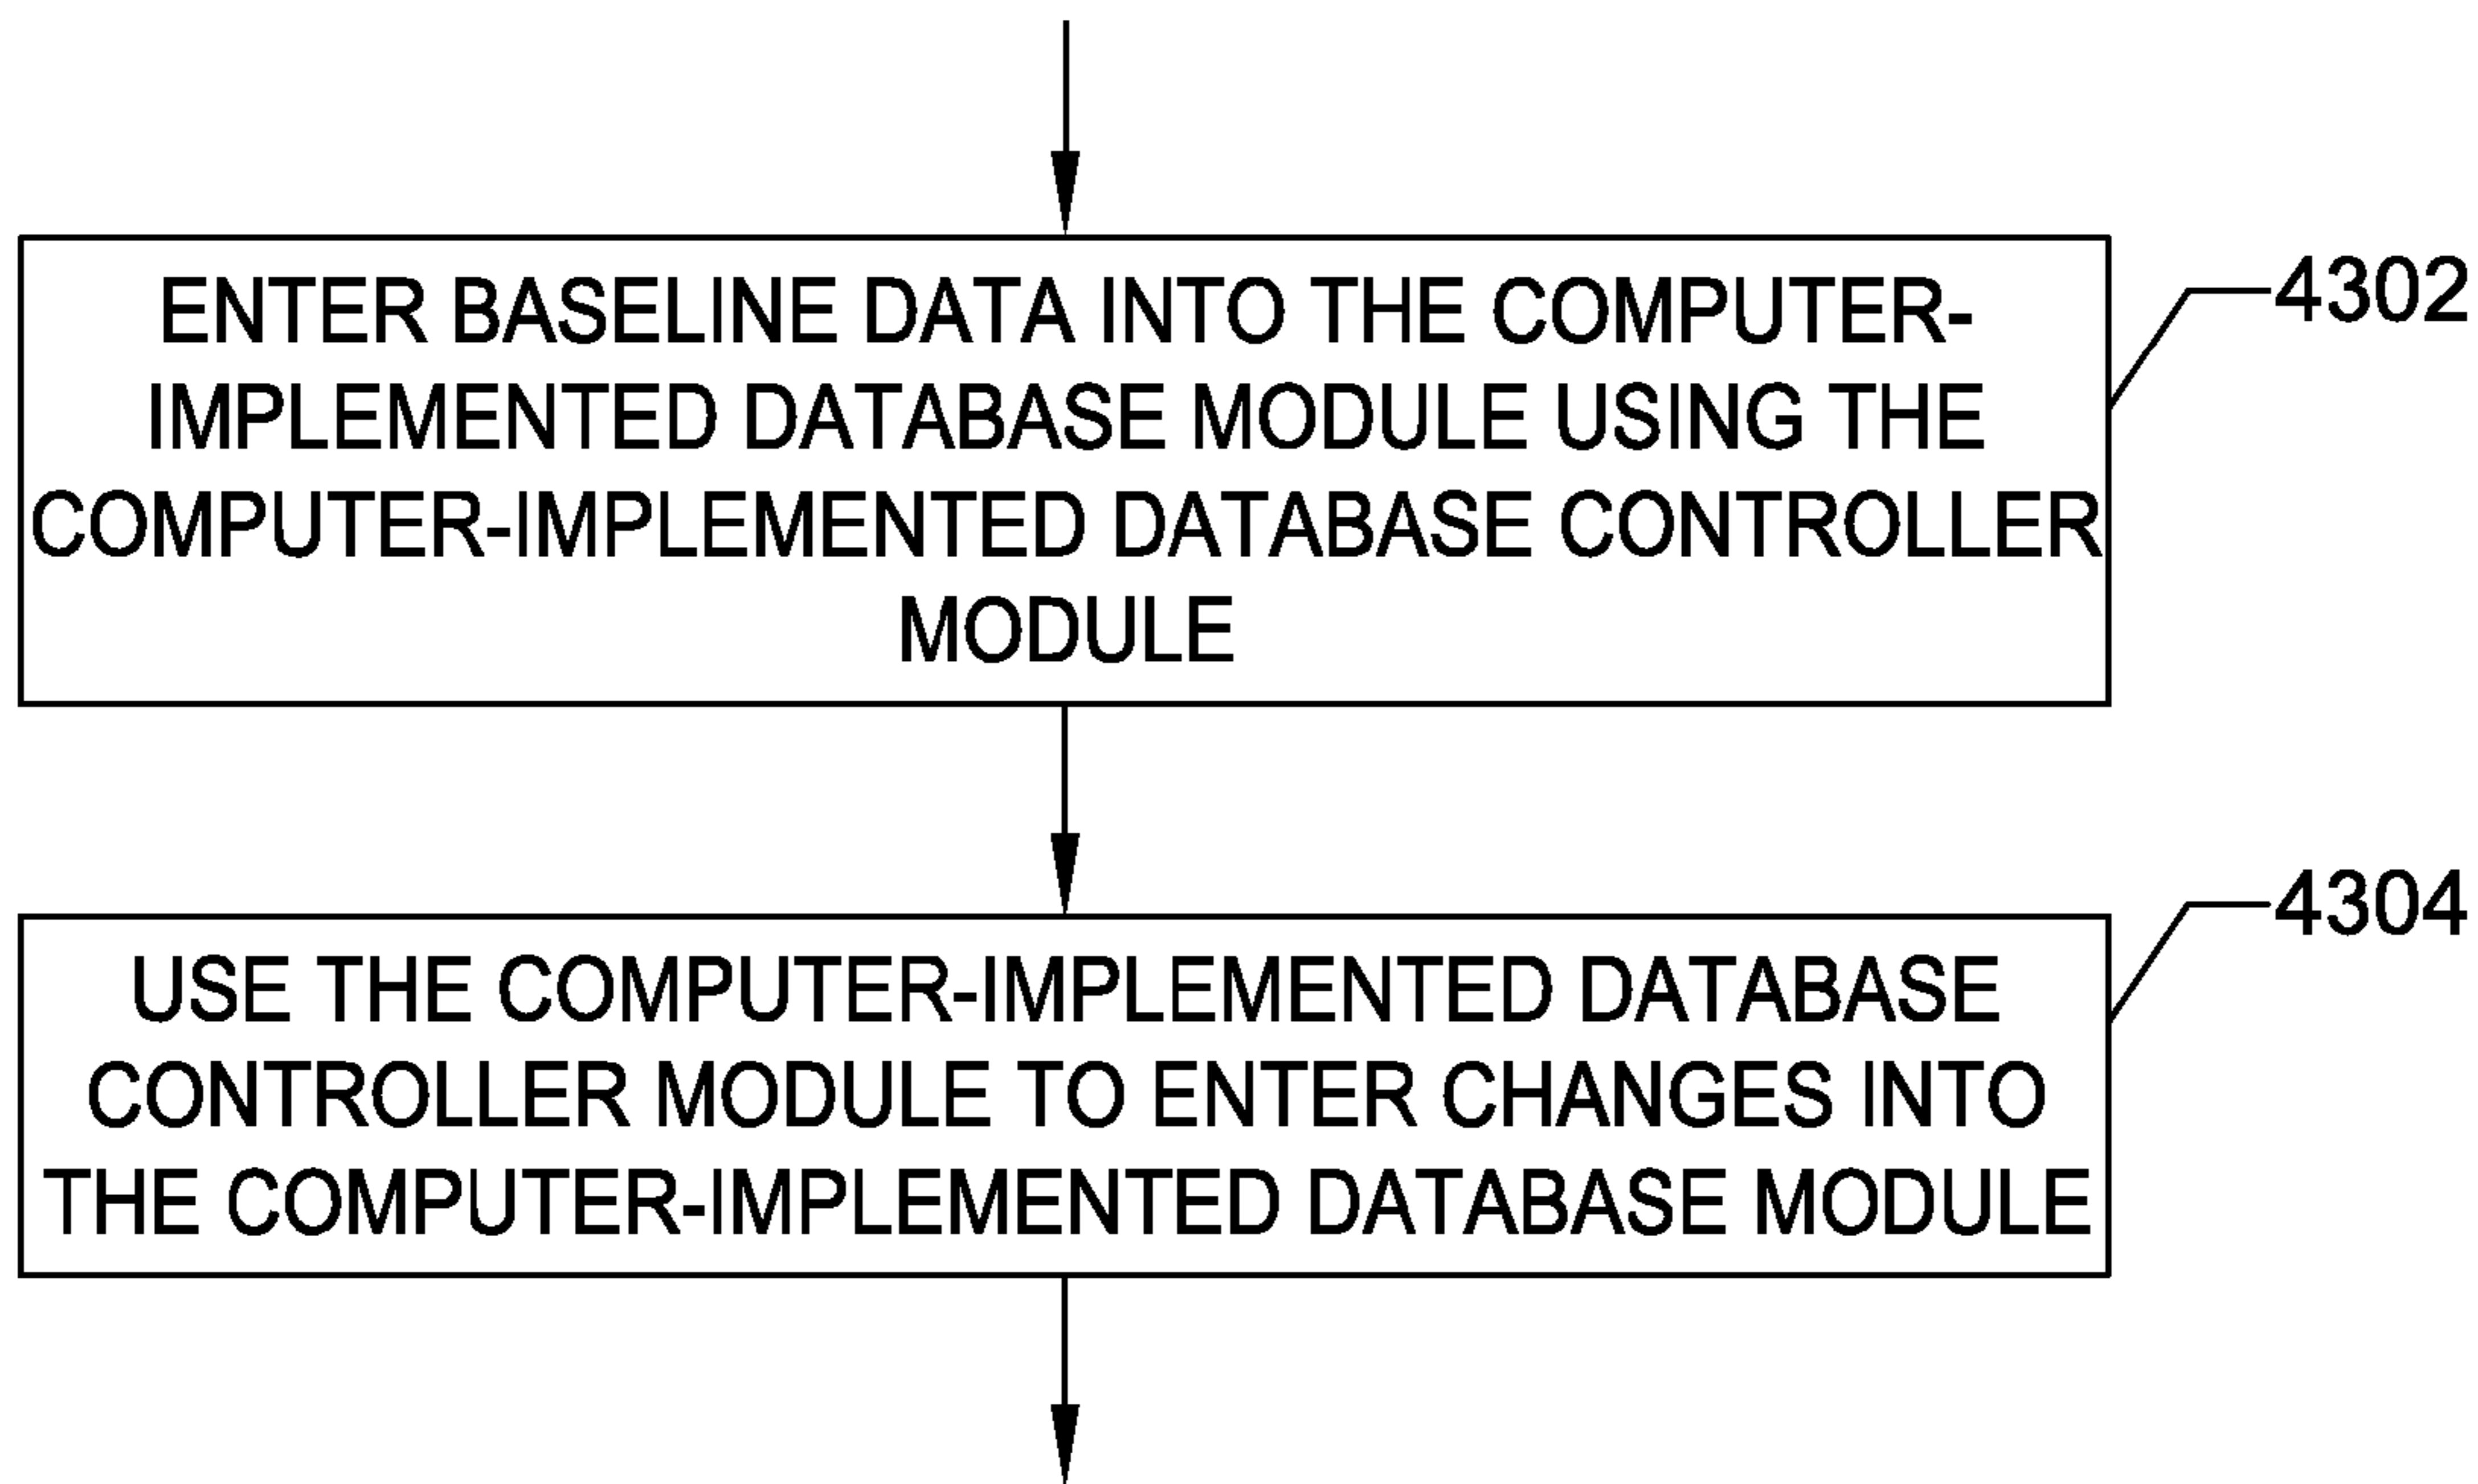 ENTER BASELINE DATA INTO THE COMPUTER-
IMPLEMENTED DATABASE MODULE USING THE
COMPUTER-IMPLEMENTED DATABASE CONTROLLER
MODULE
4302
USE THE COMPUTER-IMPLEMENTED DATABASE
CONTROLLER MODULE TO ENTER CHANGES INTO
THE COMPUTER-IMPLEMENTED DATABASE MODULE
4304